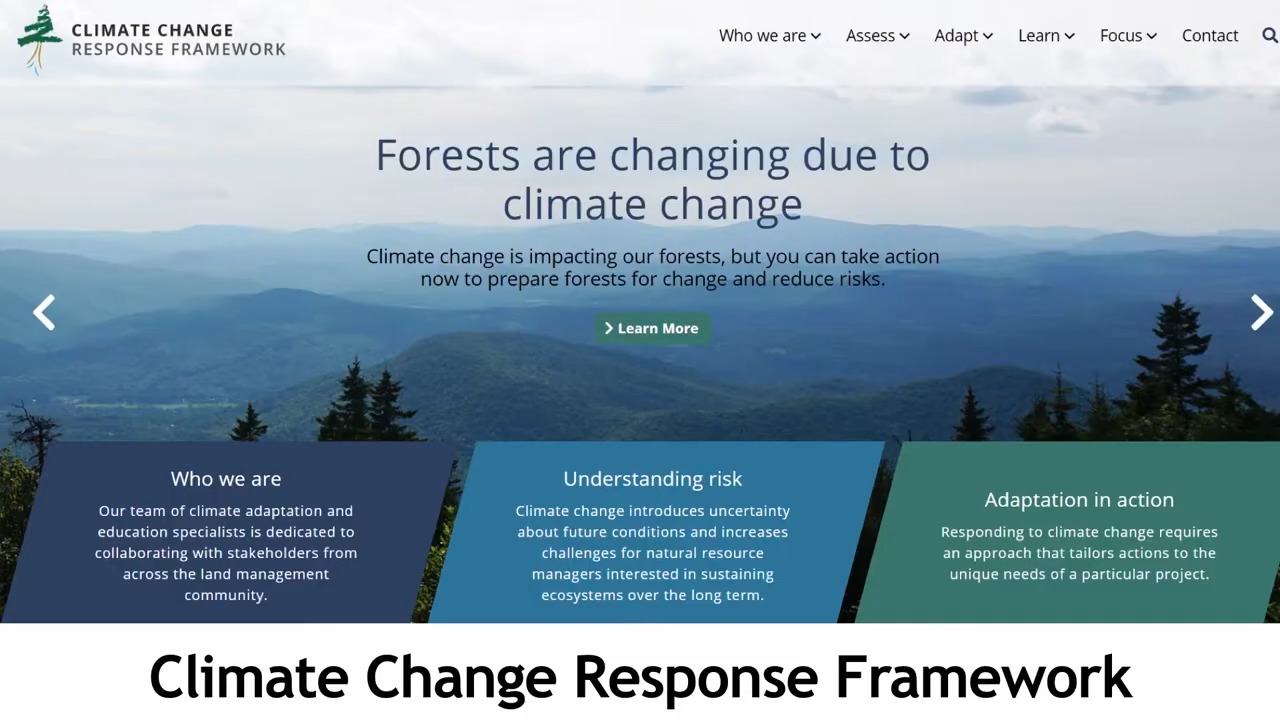 CLIMATE CHANGE
RESPONSE FRAMEWORK
Who we are
Assess
Adapt
Learn
Focus
Contact
Forests are changing due to
climate change
Climate change is impacting our forests, but you can take action
now to prepare forests for change and reduce risks.
Learn More
Who we are
Our team of climate adaptation and
education specialists is dedicated to
collaborating with stakeholders from
across the land management
community.
Understanding risk
Climate change introduces uncertainty
about future conditions and increases
challenges for natural resource
managers interested in sustaining
ecosystems over the long term.
Adaptation in action
Responding to climate change requires
an approach that tailors actions to the
unique needs of a particular project.
Climate Change Response Framework